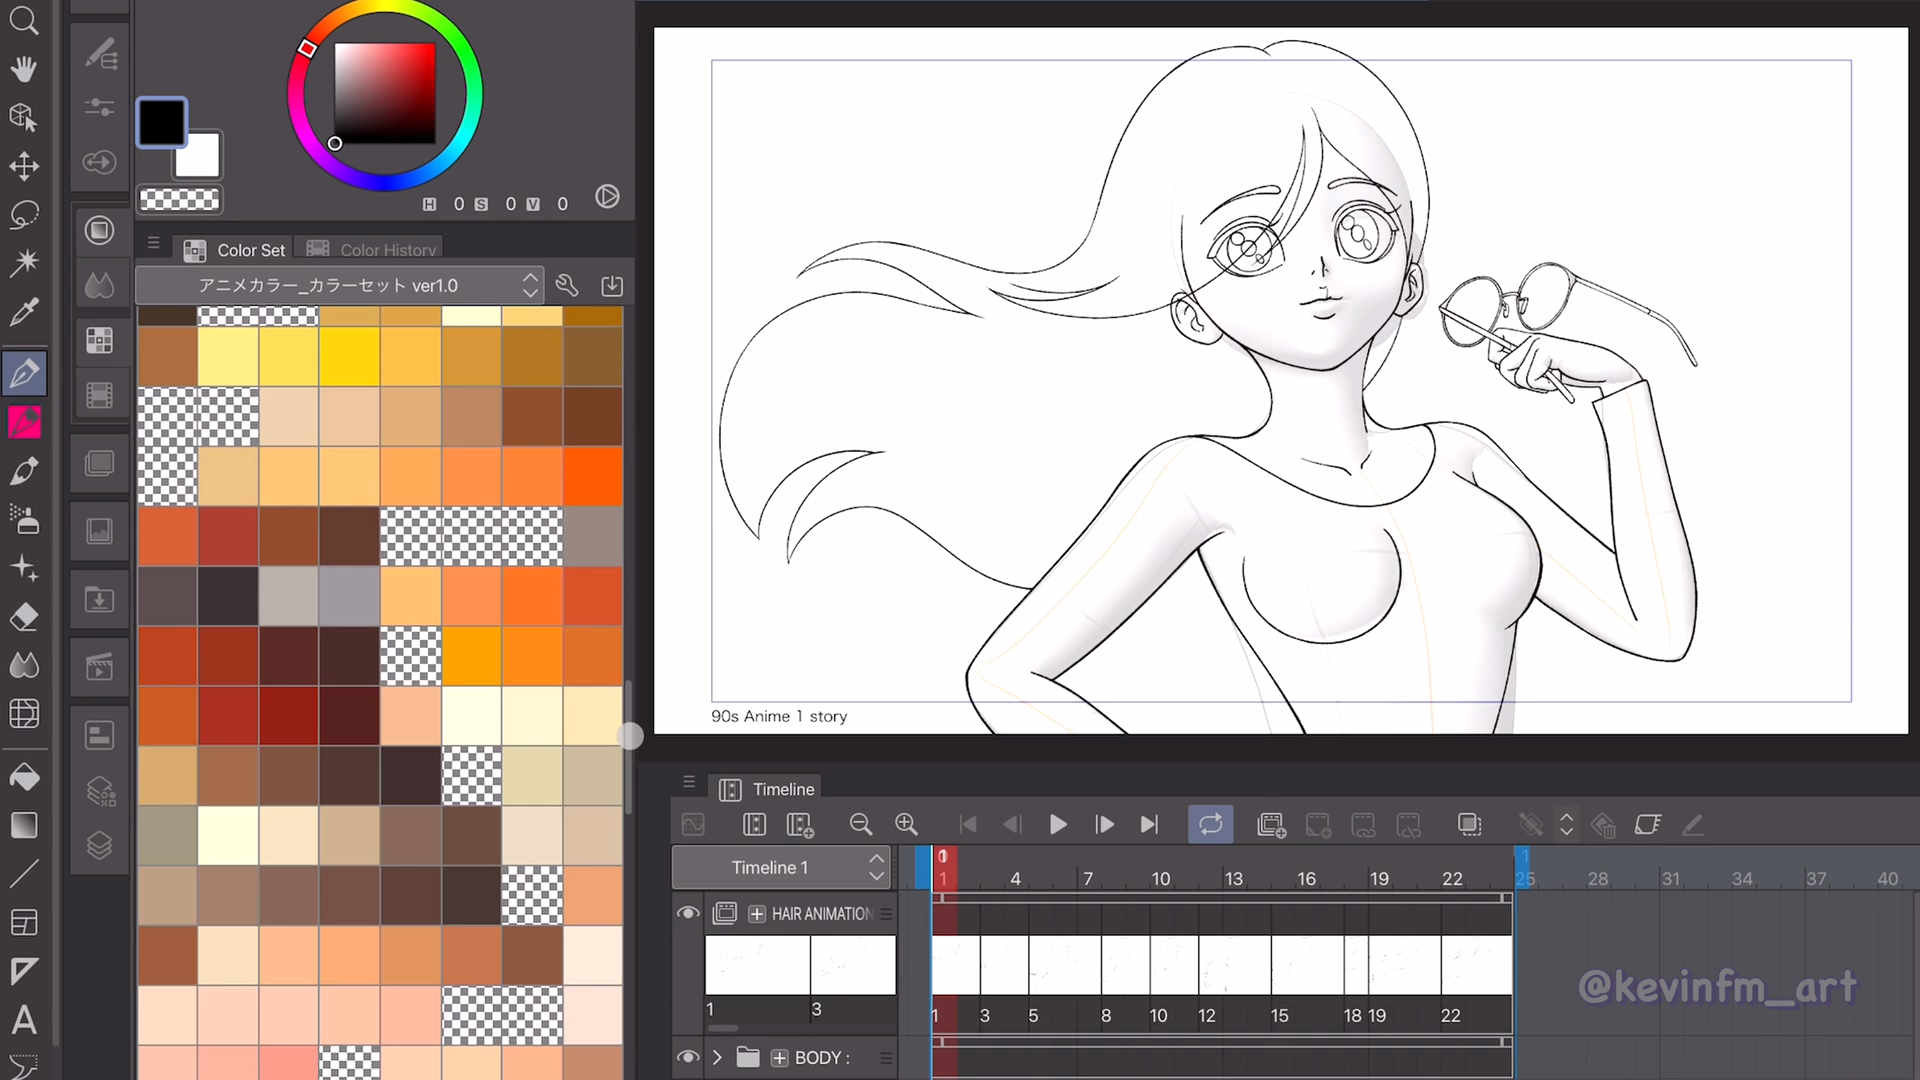 H 0 S 0 V 0
Color Set
Color History
アニメカラー_カラーセット ver1.0
90s Anime 1 story
Timeline
Timeline 1
0
1
1 4 7 10 13 16 19 22 25 28 31 34 37 40
HAIR ANIMATION
1 3
1 3 5 8 10 12 15 18 19 22
BODY :
@kevinfm_art
A